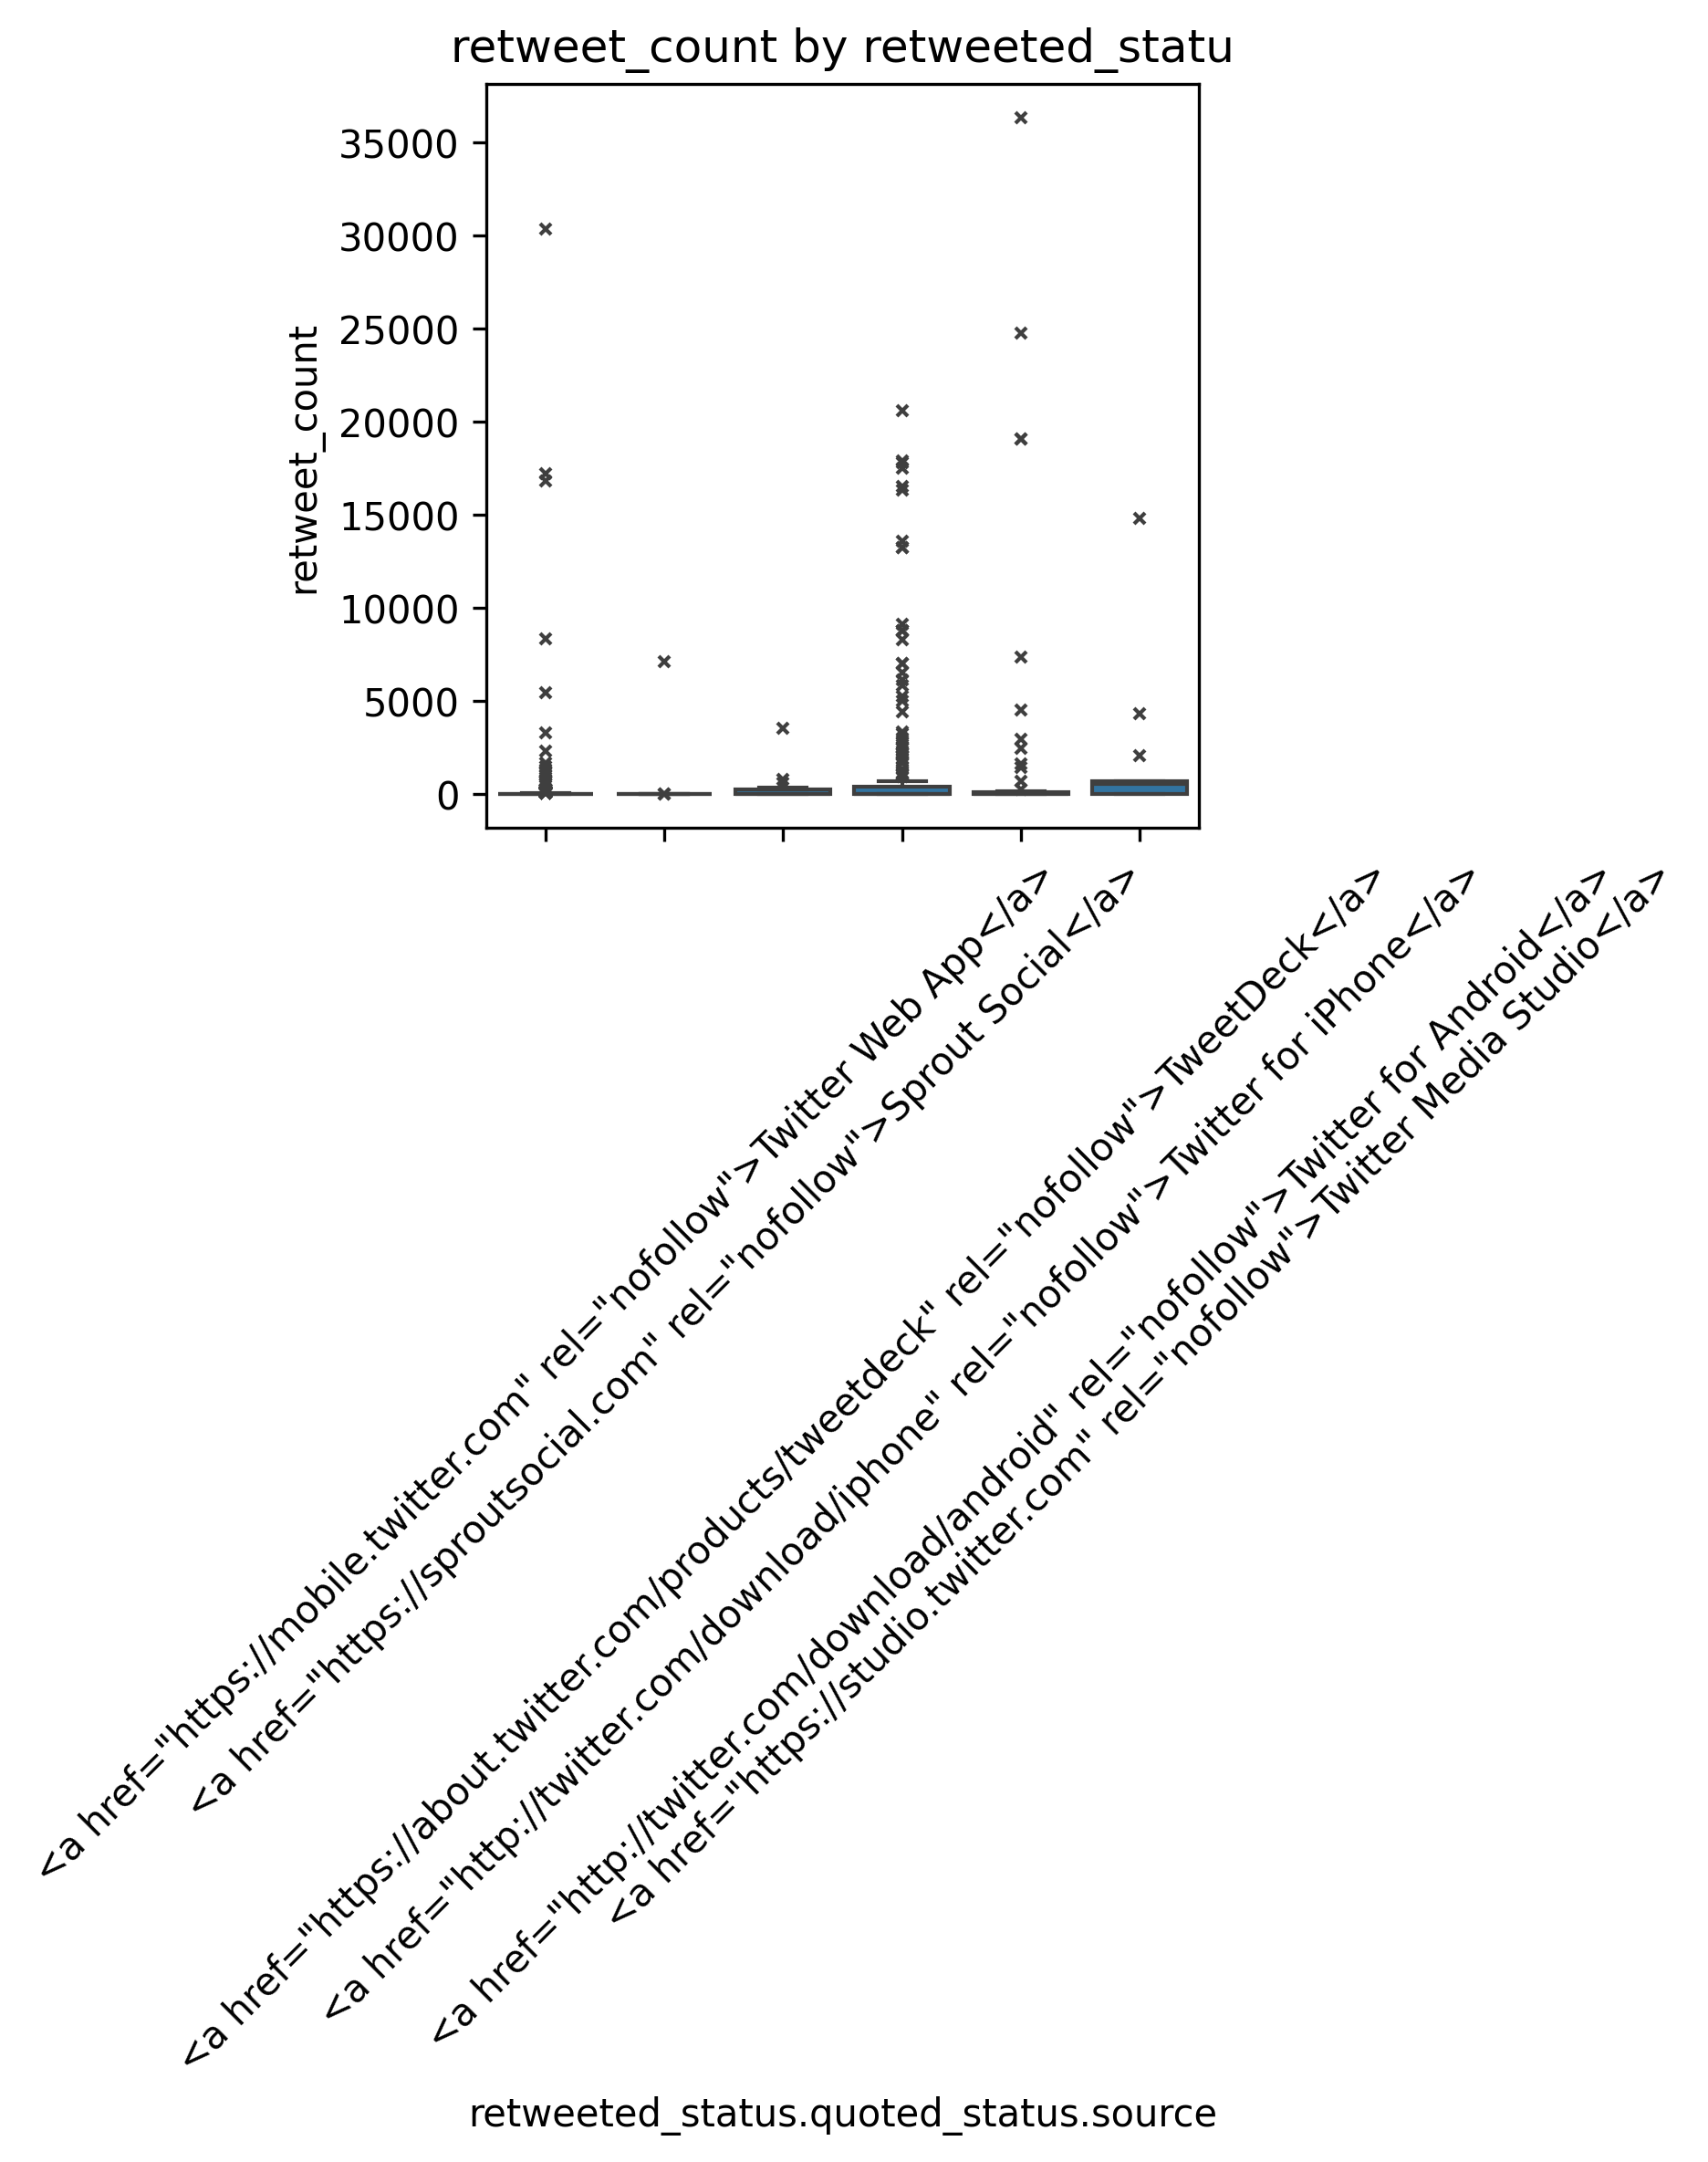 retweet_count by retweeted_statu
35000
30000
25000
20000
15000
10000
5000
0
retweet_count
<a href="https://mobile.twitter.com" rel="nofollow">Twitter Web App</a>
<a href="https://sproutsocial.com" rel="nofollow">Sprout Social</a>
<a href="https://about.twitter.com/products/tweetdeck" rel="nofollow">TweetDeck</a>
<a href="http://twitter.com/download/iphone" rel="nofollow">Twitter for iPhone</a>
<a href="http://twitter.com/download/android" rel="nofollow">Twitter for Android</a>
<a href="https://studio.twitter.com" rel="nofollow">Twitter Media Studio</a>
retweeted_status.quoted_status.source